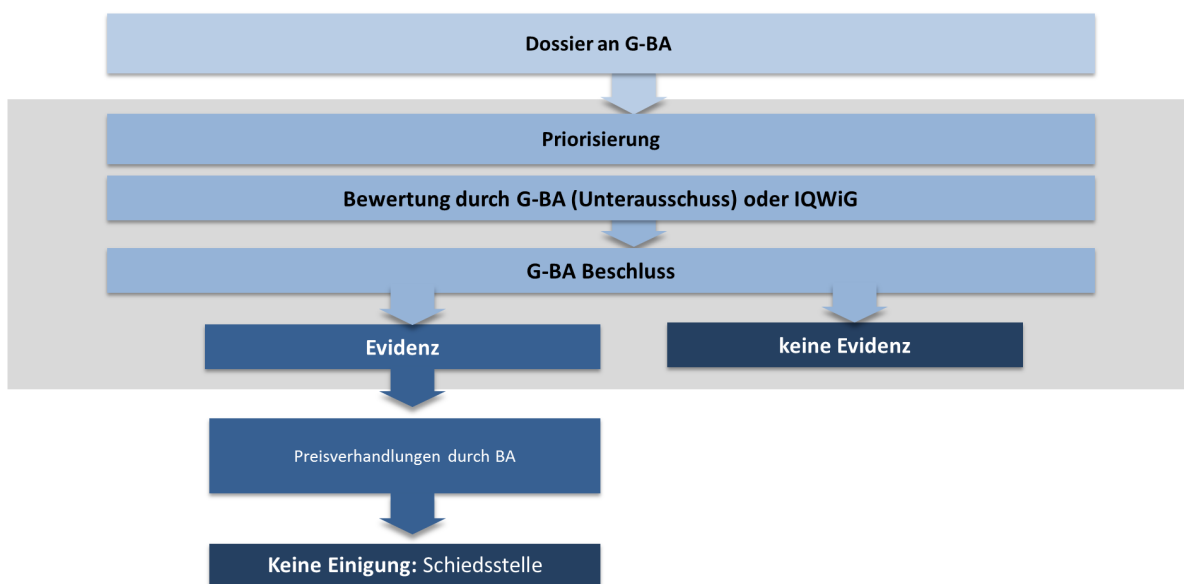 Dossier an G-BA
Priorisierung
Bewertung durch G-BA (Unterausschuss) oder IQWiG
G-BA Beschluss
Evidenz
keine Evidenz
Preisverhandlungen durch BA
Keine Einigung: Schiedsstelle